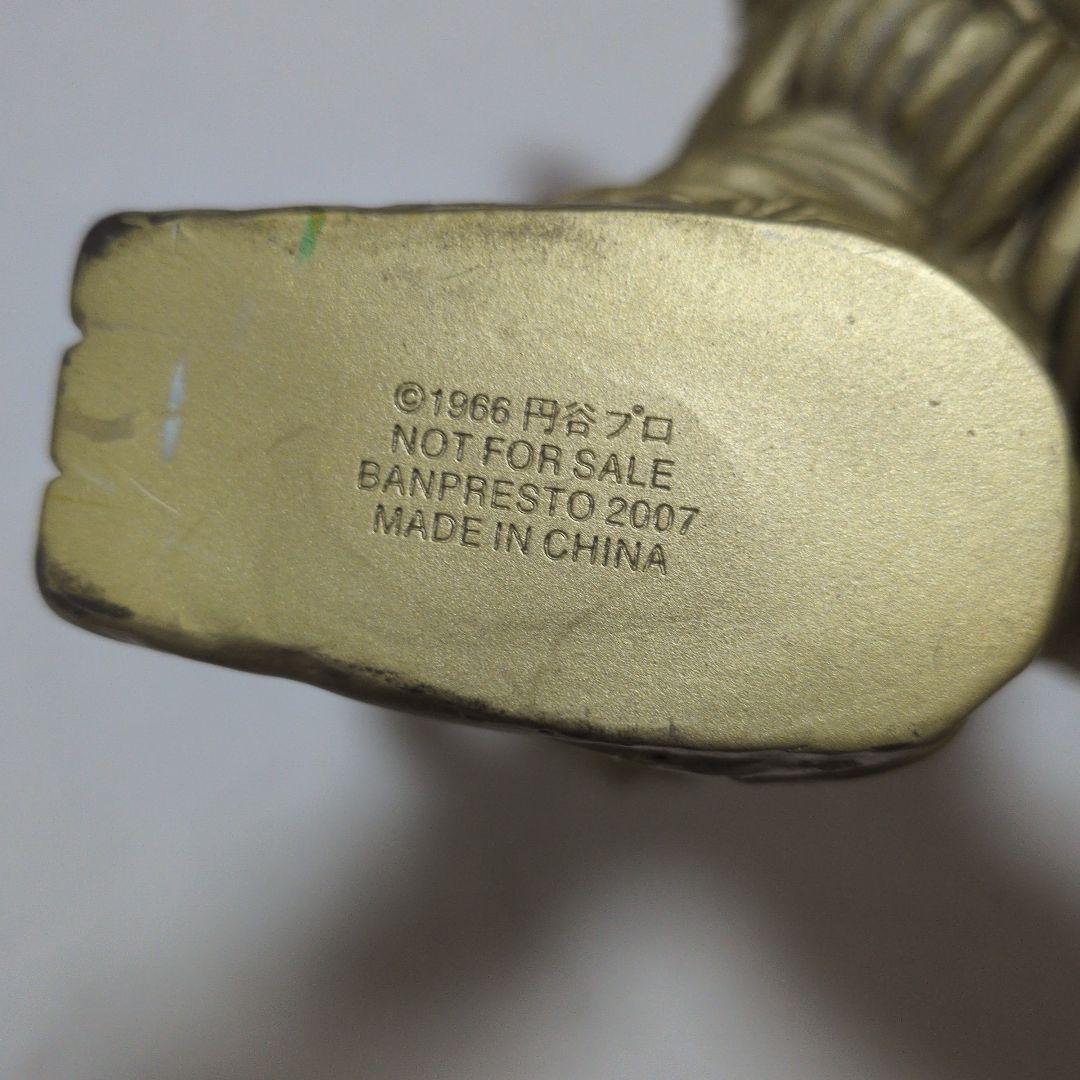 ©1966 円谷プロ
NOT FOR SALE
BANPRESTO 2007
MADE IN CHINA